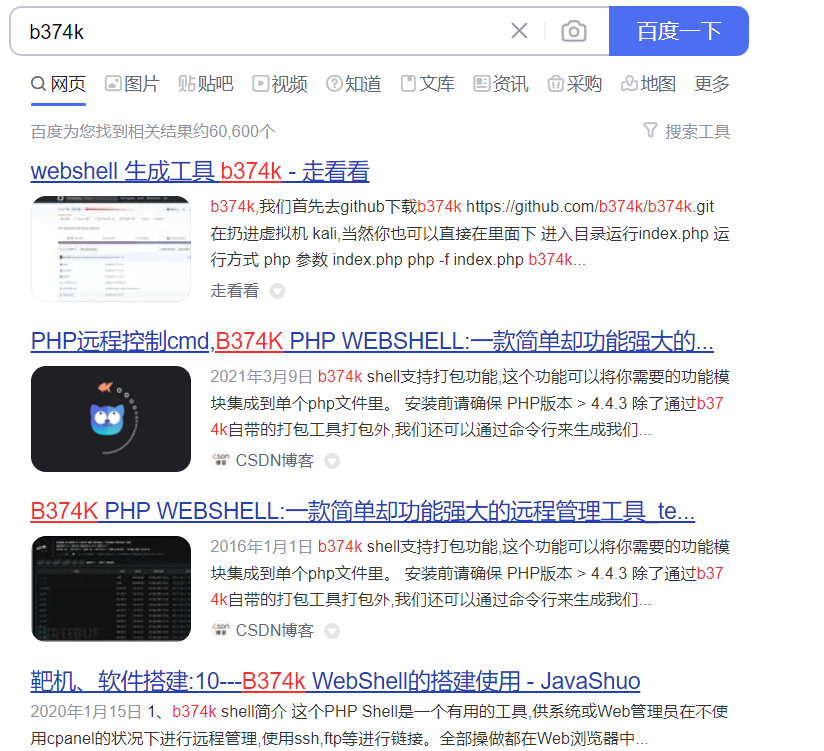 b374k
百度一下
网页 图片 贴贴吧 视频 知道 文库 资讯 采购 地图 更多
百度为您找到相关结果约60,600个 搜索工具
webshell 生成工具 b374k - 走看看
b374k,我们首先去github下载b374k https://github.com/b374k/b374k.git
在扔进虚拟机 kali,当然你也可以直接在里面下 进入目录运行index.php 运
行方式 php 参数 index.php php -f index.php b374k...
走看看
PHP远程控制cmd,B374K PHP WEBSHELL:一款简单却功能强大的...
2021年3月9日 b374k shell支持打包功能,这个功能可以将你需要的功能模
块集成到单个php文件里。 安装前请确保 PHP版本 > 4.4.3 除了通过b37
4k自带的打包工具打包外,我们还可以通过命令行来生成我们...
CSDN博客 CSDN博客
B374K PHP WEBSHELL:一款简单却功能强大的远程管理工具_te...
2016年1月1日 b374k shell支持打包功能,这个功能可以将你需要的功能模
块集成到单个php文件里。 安装前请确保 PHP版本 > 4.4.3 除了通过b37
4k自带的打包工具打包外,我们还可以通过命令行来生成我们...
CSDN博客 CSDN博客
靶机、软件搭建:10---B374k WebShell的搭建使用 - JavaShuo
2020年1月15日 1、b374k shell简介 这个PHP Shell是一个有用的工具,供系统或Web管理员在不使
用cpanel的状况下进行远程管理,使用ssh,ftp等进行链接。全部操做都在Web浏览器中...